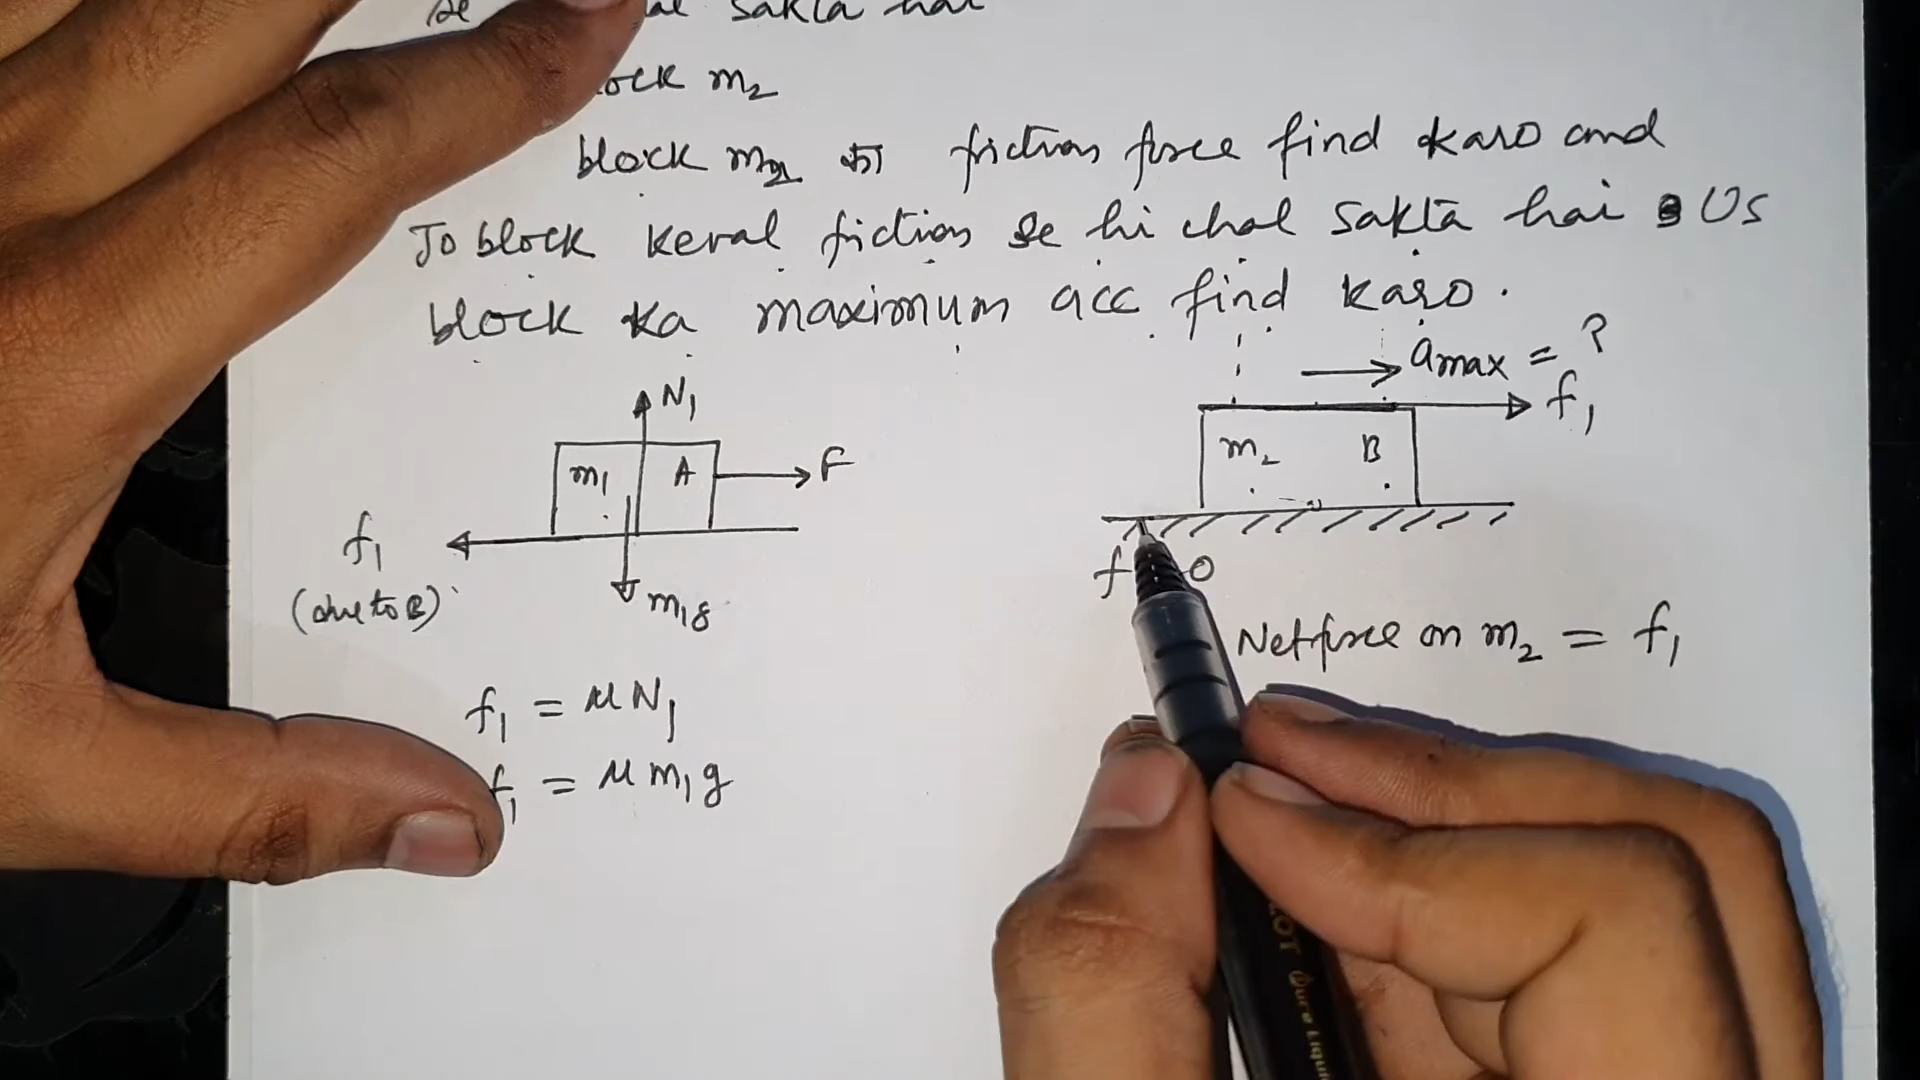 sakta hai
ock m₂
block m₂ का friction force find karo and
Jo block keval friction se hi chal sakta hai Us
block ka maximum acc find karo.
amax = ?
N₁
f₁
m₂ B
m₁ A
F
f₁
(due to B)
m₁g
f 0
Net force on m₂ = f₁
f₁ = μN₁
f₁ = μm₁g